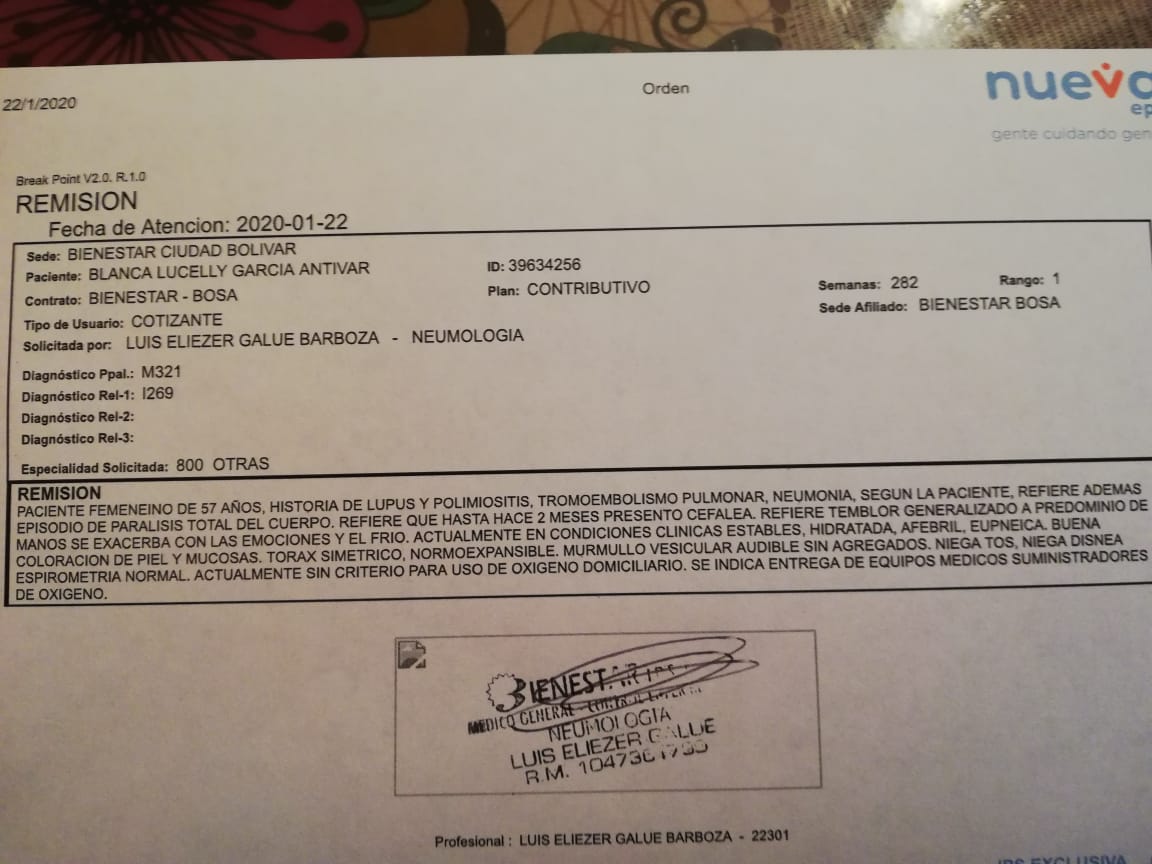 22/1/2020
Orden
nueva
ep
gente cuidando gen
Break Point V2.0. R.1.0
REMISION
Fecha de Atencion: 2020-01-22
Sede: BIENESTAR CIUDAD BOLIVAR
Paciente: BLANCA LUCELLY GARCIA ANTIVAR
ID: 39634256
Contrato: BIENESTAR - BOSA
Plan: CONTRIBUTIVO
Semanas: 282
Rango: 1
Tipo de Usuario: COTIZANTE
Sede Afiliado: BIENESTAR BOSA
Solicitada por: LUIS ELIEZER GALUE BARBOZA - NEUMOLOGIA
Diagnóstico Ppal.: M321
Diagnóstico Rel-1: I269
Diagnóstico Rel-2:
Diagnóstico Rel-3:
Especialidad Solicitada: 800 OTRAS
REMISION
PACIENTE FEMENEINO DE 57 AÑOS, HISTORIA DE LUPUS Y POLIMIOSITIS, TROMOEMBOLISMO PULMONAR, NEUMONIA, SEGUN LA PACIENTE, REFIERE ADEMAS
EPISODIO DE PARALISIS TOTAL DEL CUERPO. REFIERE QUE HASTA HACE 2 MESES PRESENTO CEFALEA. REFIERE TEMBLOR GENERALIZADO A PREDOMINIO DE
MANOS SE EXACERBA CON LAS EMOCIONES Y EL FRIO. ACTUALMENTE EN CONDICIONES CLINICAS ESTABLES, HIDRATADA, AFEBRIL, EUPNEICA. BUENA
COLORACION DE PIEL Y MUCOSAS. TORAX SIMETRICO, NORMOEXPANSIBLE. MURMULLO VESICULAR AUDIBLE SIN AGREGADOS. NIEGA TOS, NIEGA DISNEA
ESPIROMETRIA NORMAL. ACTUALMENTE SIN CRITERIO PARA USO DE OXIGENO DOMICILIARIO. SE INDICA ENTREGA DE EQUIPOS MEDICOS SUMINISTRADORES
DE OXIGENO.
BIENESTAR IPS
MEDICO GENERAL
NEUMOLOGIA
LUIS ELIEZER GALUE
R.M.
Profesional : LUIS ELIEZER GALUE BARBOZA - 22301
IPS EXCLUSIVA